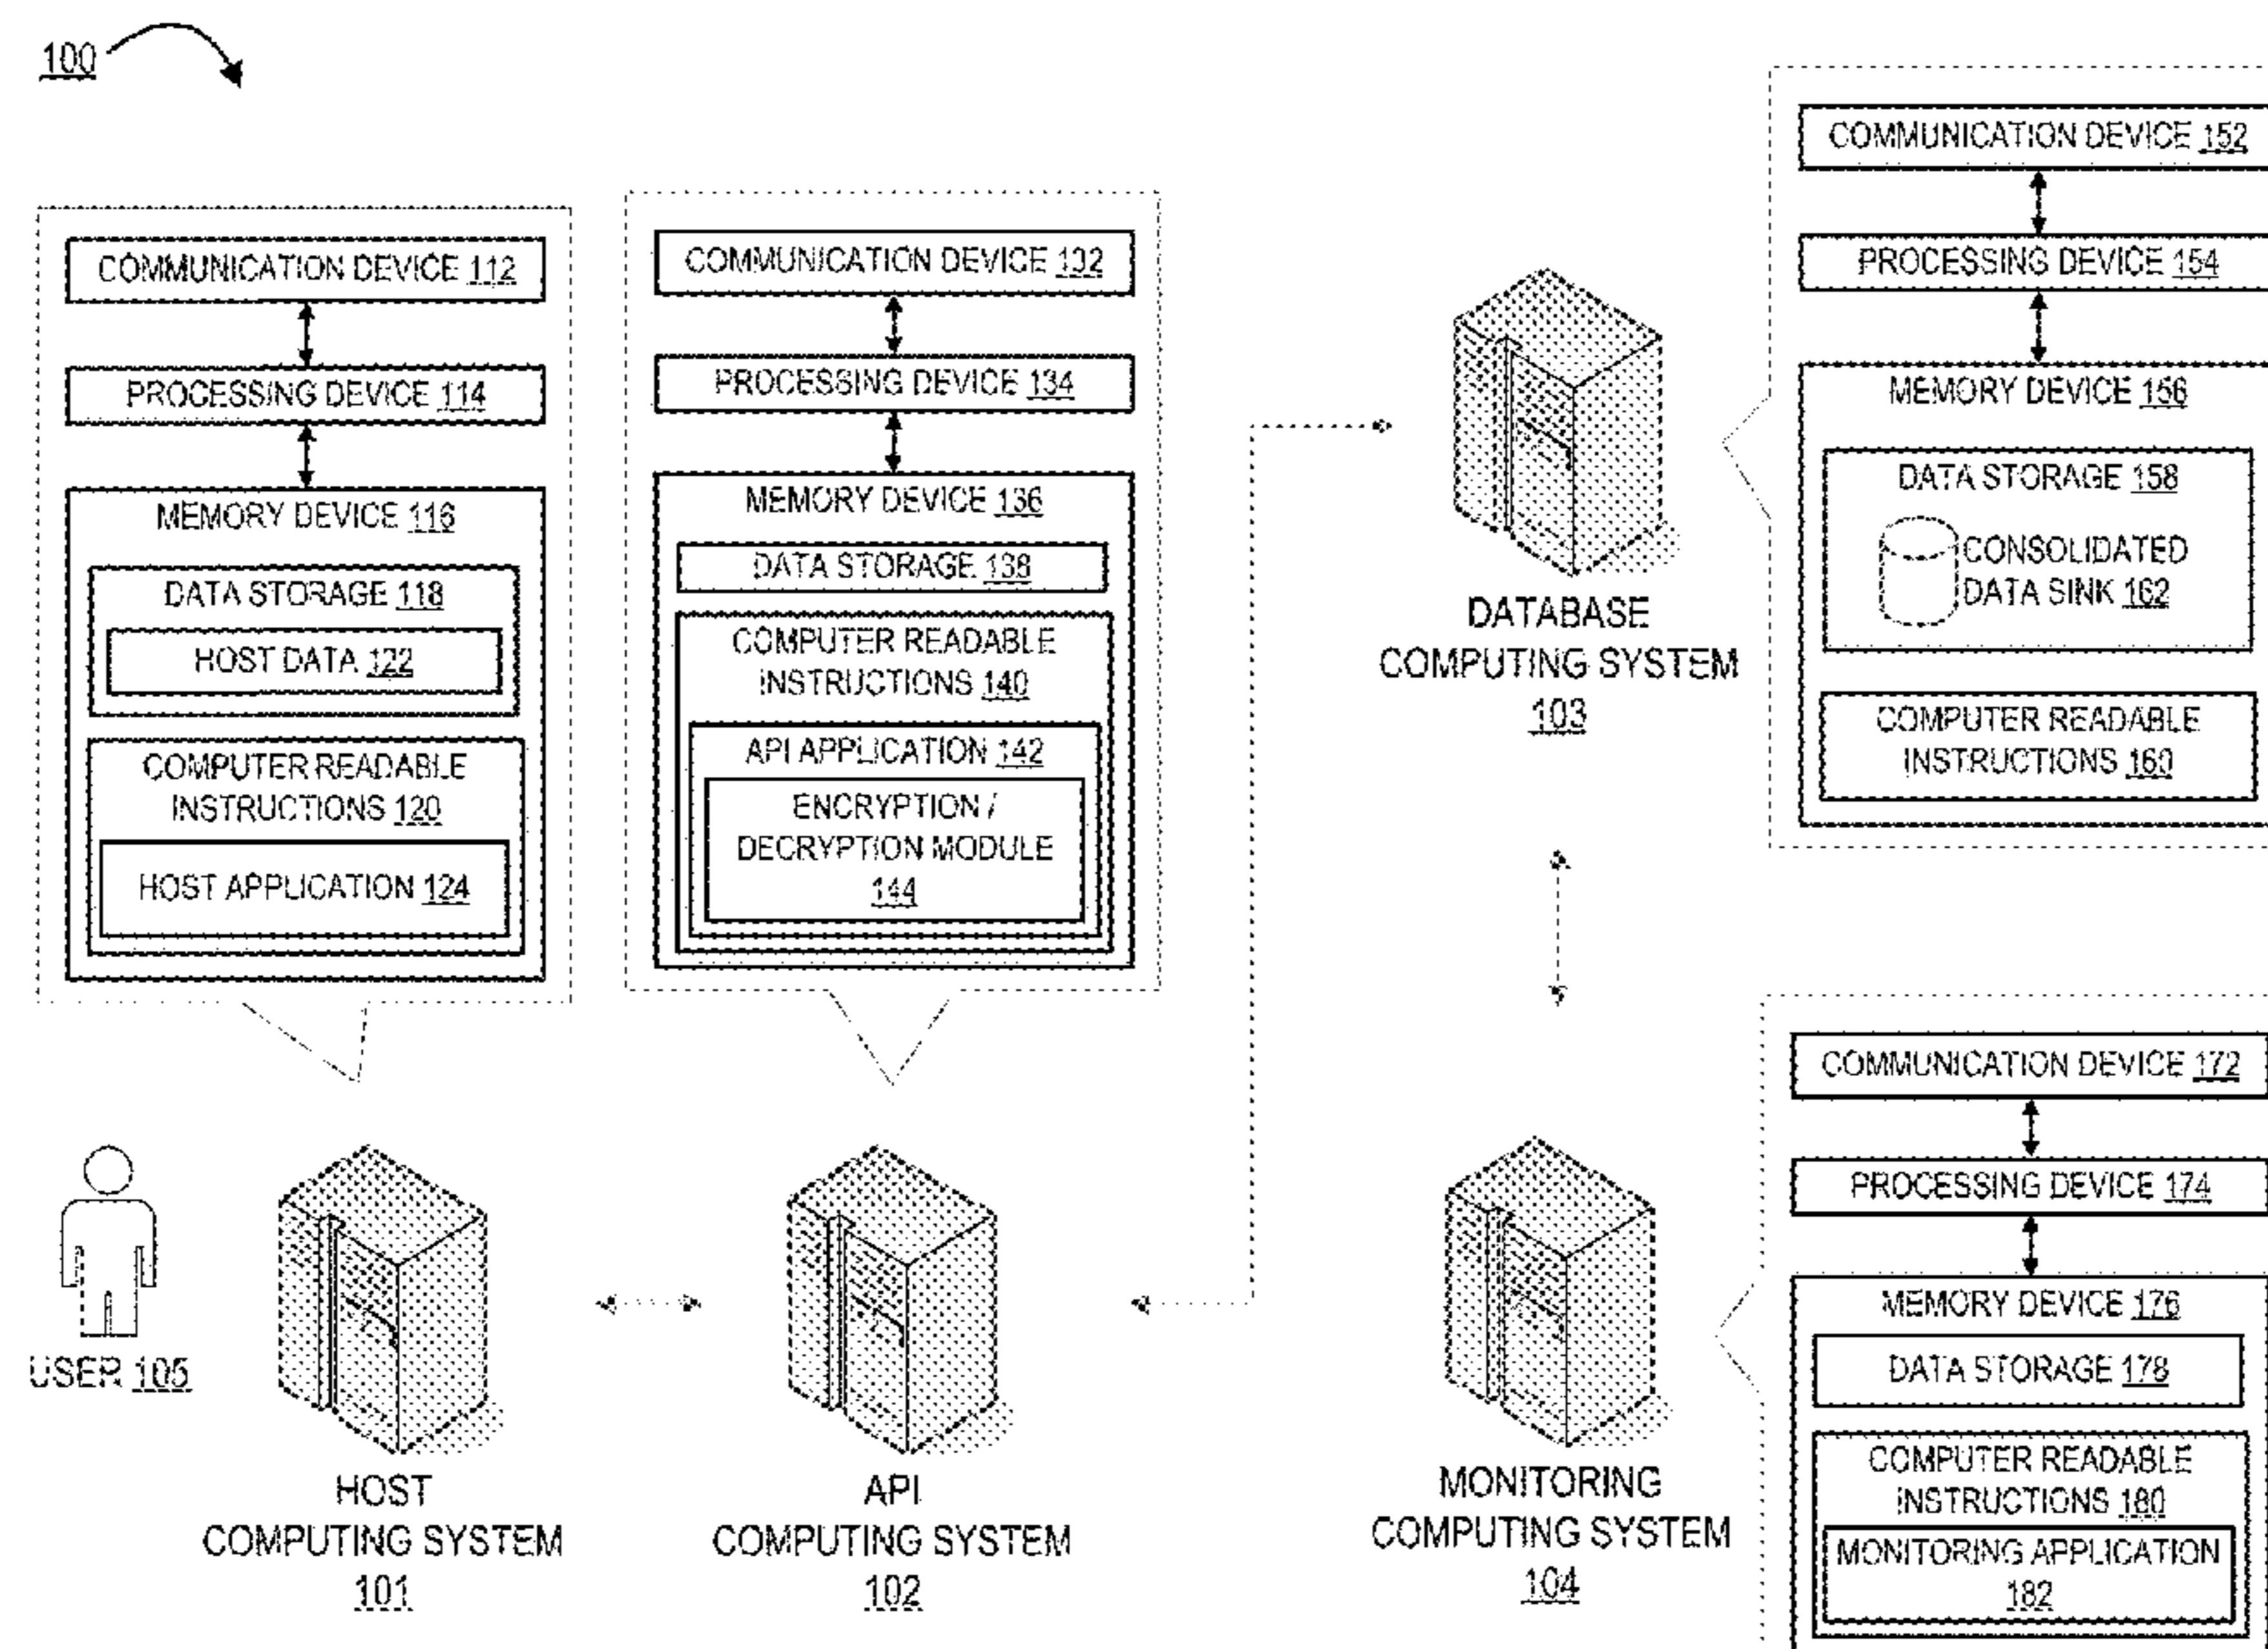 100
COMMUNICATION DEVICE 112
PROCESSING DEVICE 114
MEMORY DEVICE 116
DATA STORAGE 118
HOST DATA 122
COMPUTER READABLE
INSTRUCTIONS 120
HOST APPLICATION 124
COMMUNICATION DEVICE 132
PROCESSING DEVICE 134
MEMORY DEVICE 136
DATA STORAGE 138
COMPUTER READABLE
INSTRUCTIONS 140
API APPLICATION 142
ENCRYPTION /
DECRYPTION MODULE
144
DATABASE
COMPUTING SYSTEM
103
COMMUNICATION DEVICE 152
PROCESSING DEVICE 154
MEMORY DEVICE 156
DATA STORAGE 158
CONSOLIDATED
DATA SINK 162
COMPUTER READABLE
INSTRUCTIONS 160
USER 105
HOST
COMPUTING SYSTEM
101
API
COMPUTING SYSTEM
102
MONITORING
COMPUTING SYSTEM
104
COMMUNICATION DEVICE 172
PROCESSING DEVICE 174
MEMORY DEVICE 176
DATA STORAGE 178
COMPUTER READABLE
INSTRUCTIONS 180
MONITORING APPLICATION
182